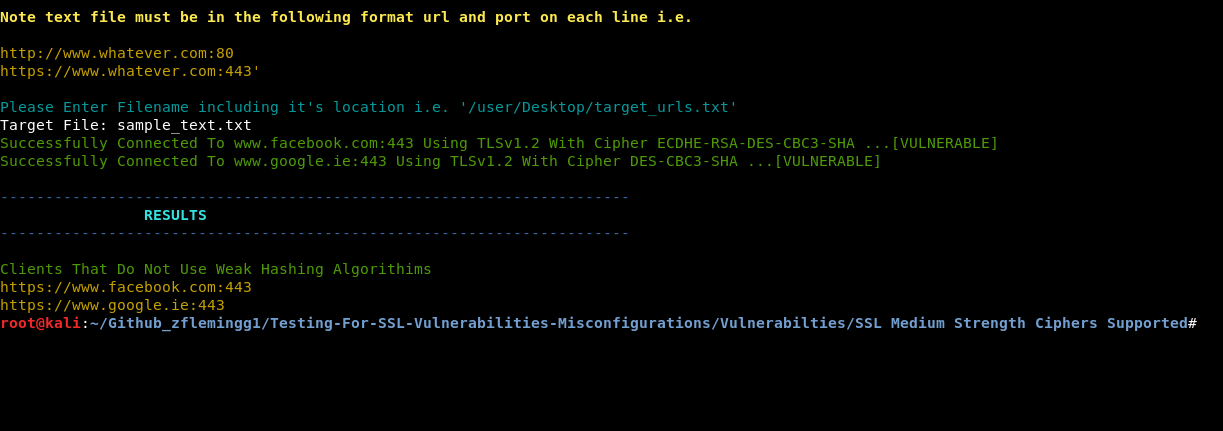 Note text file must be in the following format url and port on each line i.e.
http://www.whatever.com:80
https://www.whatever.com:443'
Please Enter Filename including it's location i.e. '/user/Desktop/target_urls.txt'
Target File: sample_text.txt
Successfully Connected To www.facebook.com:443 Using TLSv1.2 With Cipher ECDHE-RSA-DES-CBC3-SHA ...[VULNERABLE]
Successfully Connected To www.google.ie:443 Using TLSv1.2 With Cipher DES-CBC3-SHA ...[VULNERABLE]
----------------------------------------------------------------------
RESULTS
----------------------------------------------------------------------
Clients That Do Not Use Weak Hashing Algorithims
https://www.facebook.com:443
https://www.google.ie:443
root@kali:~/Github_zflemingg1/Testing-For-SSL-Vulnerabilities-Misconfigurations/Vulnerabilties/SSL Medium Strength Ciphers Supported#